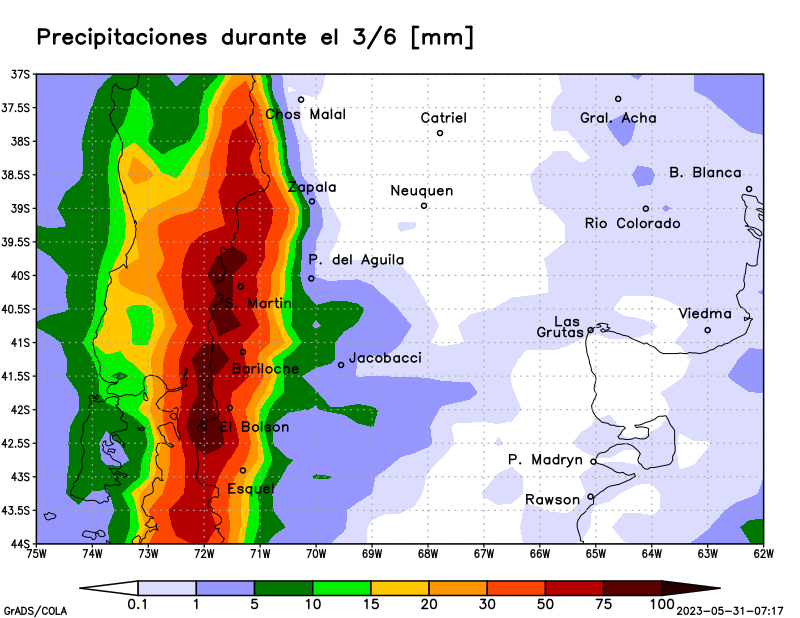 Precipitaciones durante el 3/6 [mm]
37S
37.5S
Chos Malal
Catriel
Gral. Acha
38S
38.5S
Zapala
Neuquen
B. Blanca
39S
Rio Colorado
39.5S
P. del Aguila
40S
S. Martin
40.5S
Las
Grutas
Viedma
41S
Bariloche
Jacobacci
41.5S
42S
El Bolson
42.5S
P. Madryn
43S
Esquel
Rawson
43.5S
44S
75W 74W 73W 72W 71W 70W 69W 68W 67W 66W 65W 64W 63W 62W
0.1 1 5 10 15 20 30 50 75 100
GrADS/COLA
2023-05-31-07:17